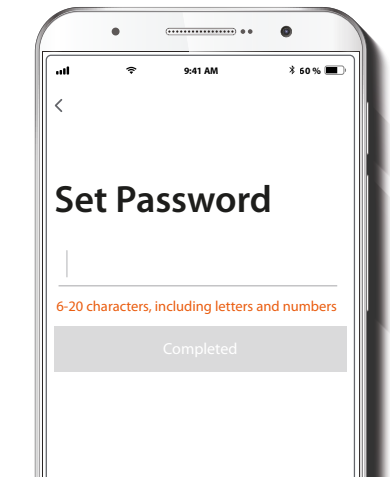 9:41 AM
60 %
Set Password
6-20 characters, including letters and numbers
Completed